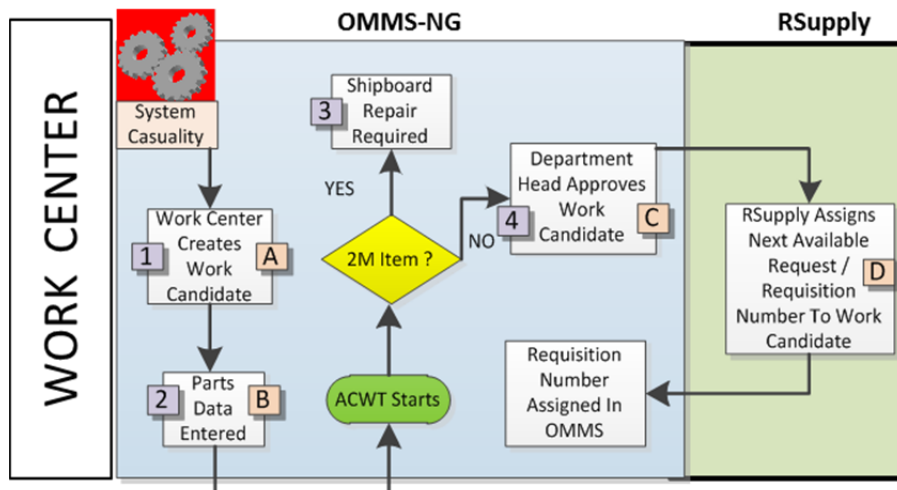 OMMS-NG
RSupply
WORK CENTER
System
Casuality
1
Work Center
Creates
Work
Candidate
A
2
Parts
Data
Entered
B
3
Shipboard
Repair
Required
YES
2M Item ?
NO
ACWT Starts
4
Department
Head Approves
Work
Candidate
C
RSupply Assigns
Next Available
Request /
Requisition
Number To Work
Candidate
D
Requisition
Number
Assigned In
OMMS